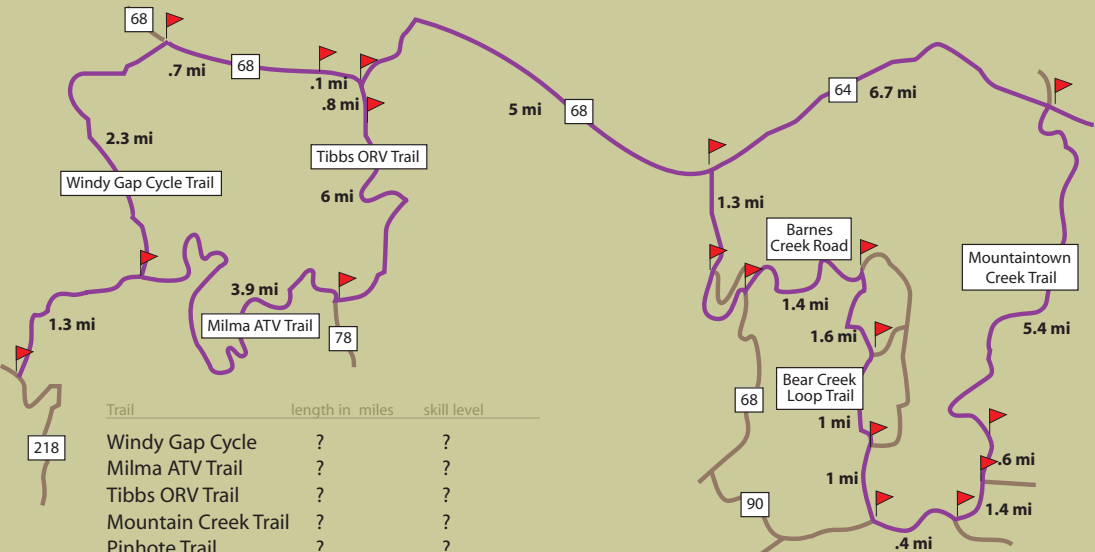 68
.7 mi
68
.1 mi
.8 mi
5 mi
68
64
6.7 mi
2.3 mi
Tibbs ORV Trail
Windy Gap Cycle Trail
6 mi
1.3 mi
Barnes
Creek Road
Mountaintown
Creek Trail
3.9 mi
1.4 mi
1.3 mi
Milma ATV Trail
78
1.6 mi
5.4 mi
Bear Creek
Loop Trail
68
1 mi
218
.6 mi
1 mi
90
1.4 mi
.4 mi
Trail length in miles skill level
Windy Gap Cycle ? ?
Milma ATV Trail ? ?
Tibbs ORV Trail ? ?
Mountain Creek Trail ? ?
Pinhote Trail ? ?